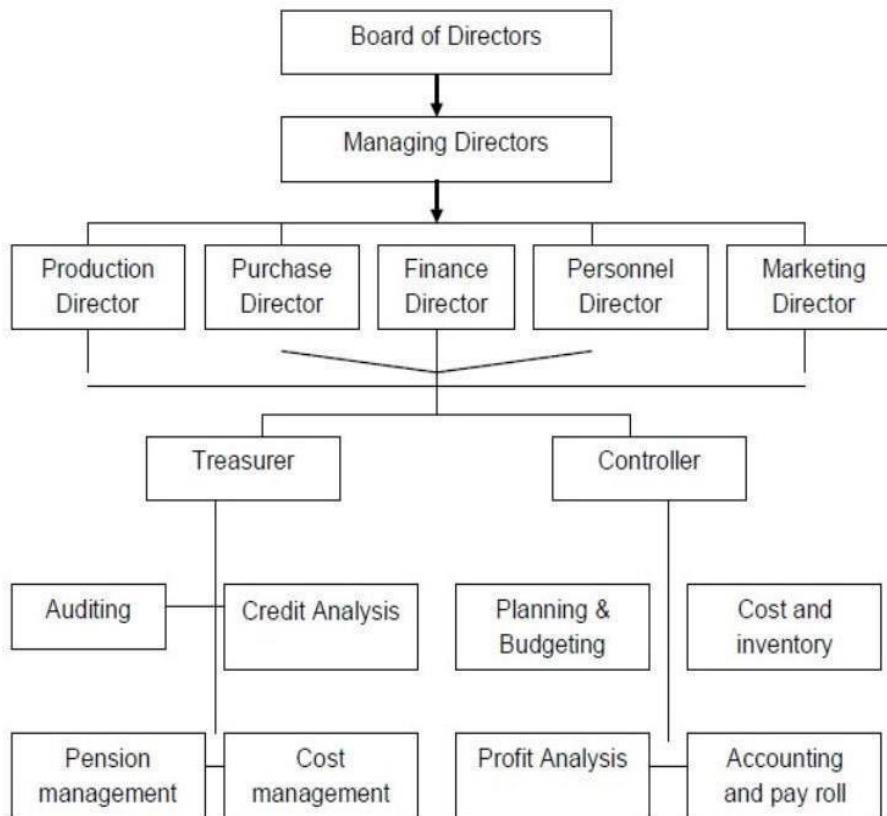 Board of Directors
Managing Directors
Production
Director
Purchase
Director
Finance
Director
Personnel
Director
Marketing
Director
Treasurer
Controller
Auditing
Credit Analysis
Planning &
Budgeting
Cost and
inventory
Pension
management
Cost
management
Profit Analysis
Accounting
and pay roll